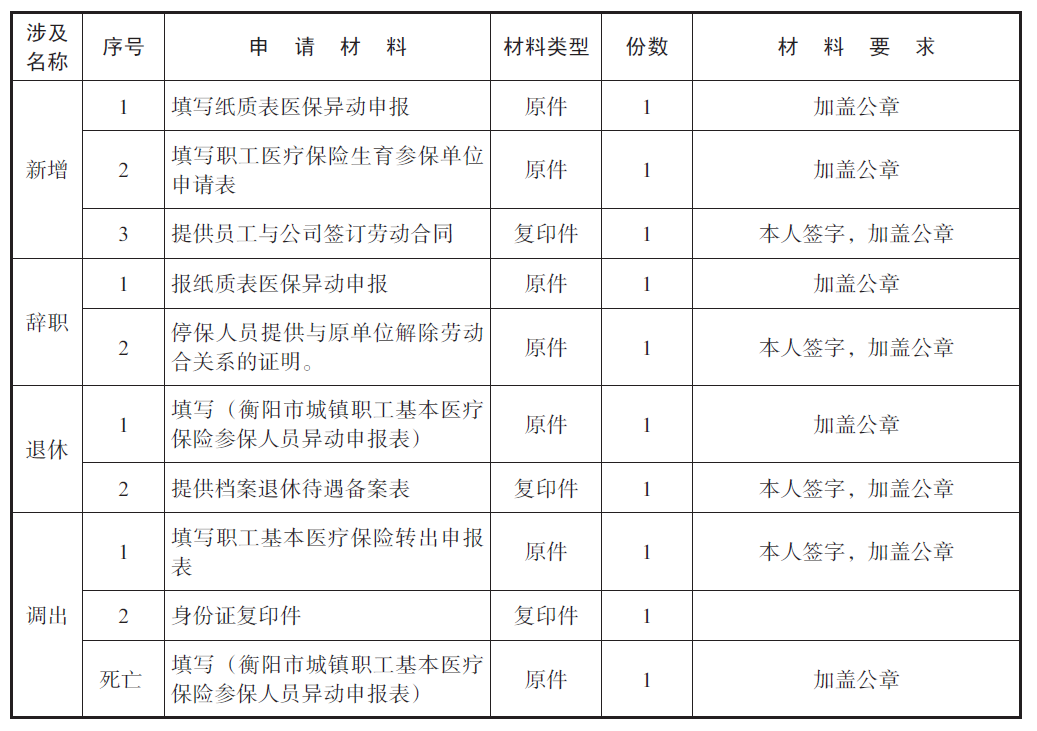 涉及名称 序号 申请材料 材料类型 份数 材料要求
新增
1 填写纸质表医保异动申报 原件 1 加盖公章
2 填写职工医疗保险生育参保单位
申请表 原件 1 加盖公章
3 提供员工与公司签订劳动合同 复印件 1 本人签字，加盖公章
辞职
1 报纸质表医保异动申报 原件 1 加盖公章
2 停保人员提供与原单位解除劳动
合关系的证明。 原件 1 本人签字，加盖公章
退休
1 填写（衡阳市城镇职工基本医疗
保险参保人员异动申报表） 原件 1 加盖公章
2 提供档案退休待遇备案表 复印件 1 本人签字，加盖公章
调出
1 填写职工基本医疗保险转出申报
表 原件 1 本人签字，加盖公章
2 身份证复印件 复印件 1
死亡 填写（衡阳市城镇职工基本医疗
保险参保人员异动申报表） 原件 1 加盖公章